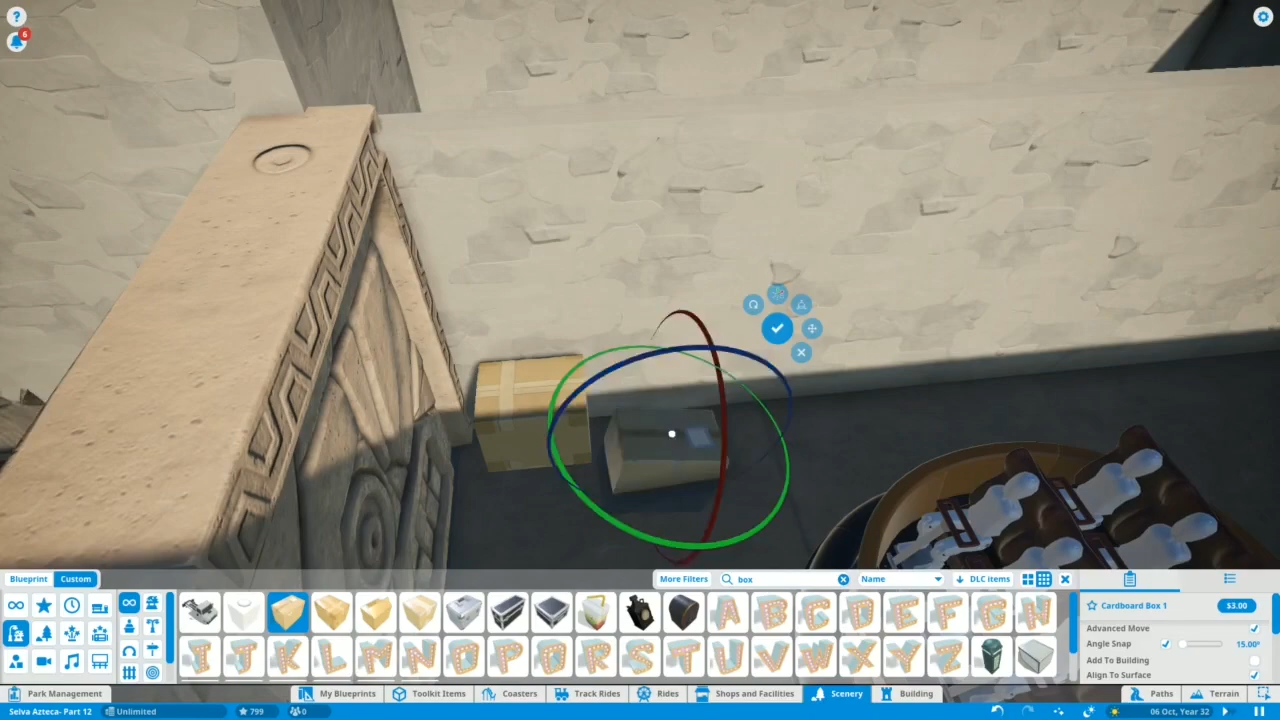 ?
6
Blueprint
Custom
More Filters
box
Name
DLC items
A B C D E F G H
I J K L M N O P Q R S T U V W X Y Z
Cardboard Box 1
$3.00
Advanced Move
Angle Snap
15.00°
Add To Building
Align To Surface
Park Management
My Blueprints
Toolkit Items
Coasters
Track Rides
Rides
Shops and Facilities
Scenery
Building
Paths
Terrain
Selva Azteca- Part 12
Unlimited
799
0
06 Oct, Year 32